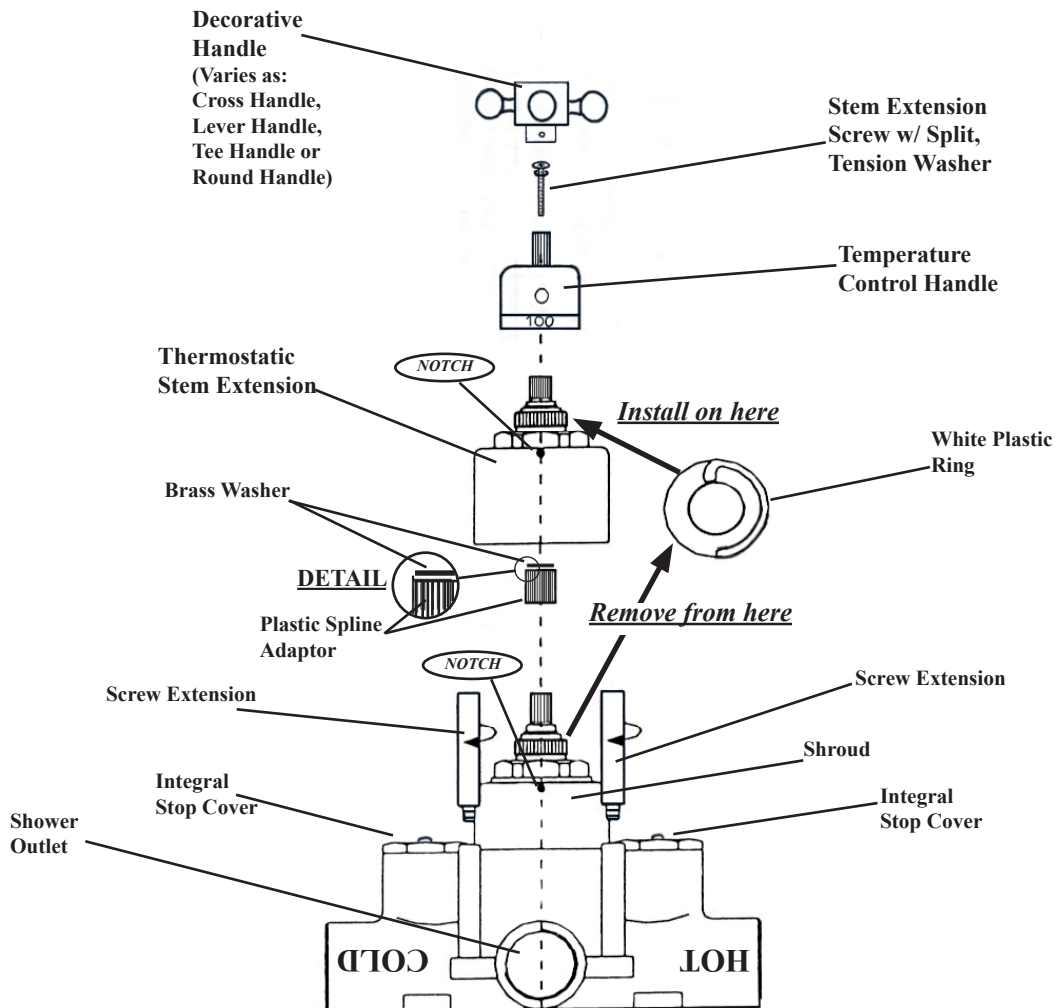 Decorative
Handle
(Varies as:
Cross Handle,
Lever Handle,
Tee Handle or
Round Handle)
Stem Extension
Screw w/ Split,
Tension Washer
Temperature
Control Handle
100
Thermostatic
Stem Extension
NOTCH
Install on here
White Plastic
Ring
Brass Washer
DETAIL
Plastic Spline
Adaptor
Remove from here
NOTCH
Screw Extension
Screw Extension
Shroud
Integral
Stop Cover
Integral
Stop Cover
Shower
Outlet
COLD
HOT